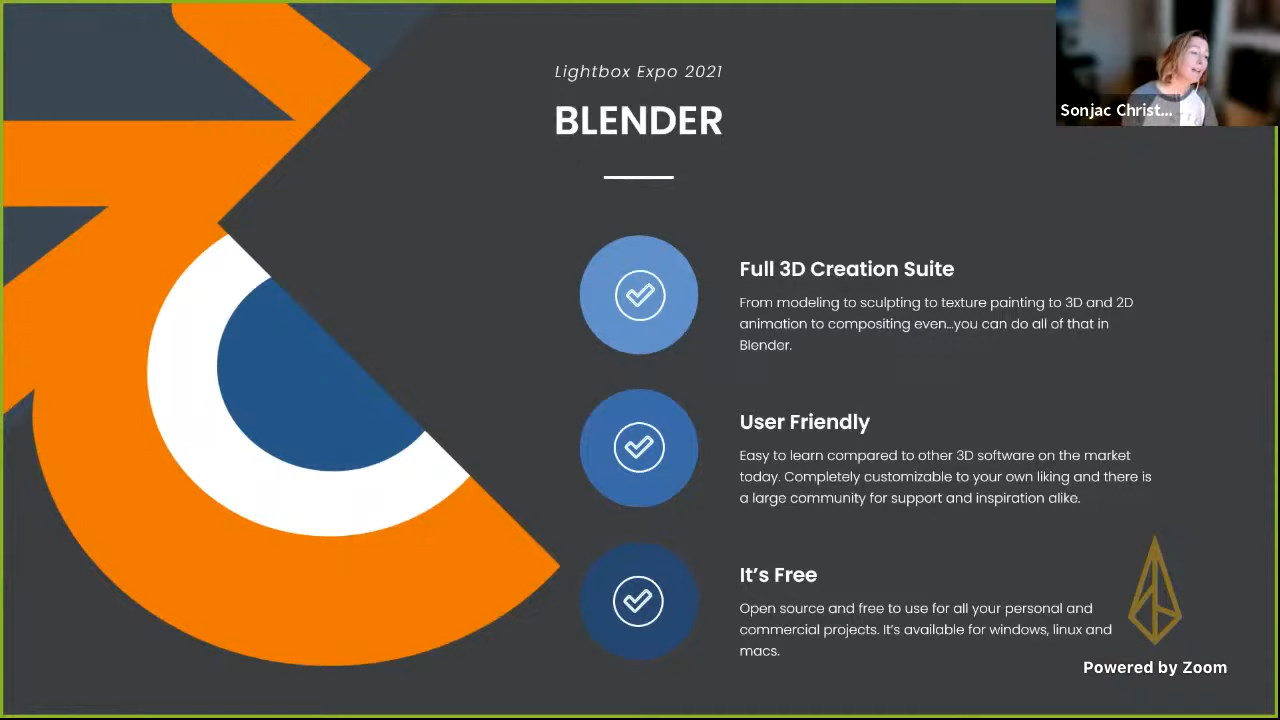 Lightbox Expo 2021
BLENDER
Sonjac Christ...
Full 3D Creation Suite
From modeling to sculpting to texture painting to 3D and 2D
animation to compositing even...you can do all of that in
Blender.
User Friendly
Easy to learn compared to other 3D software on the market
today. Completely customizable to your own liking and there is
a large community for support and inspiration alike.
It’s Free
Open source and free to use for all your personal and
commercial projects. It’s available for windows, linux and
macs.
Powered by Zoom